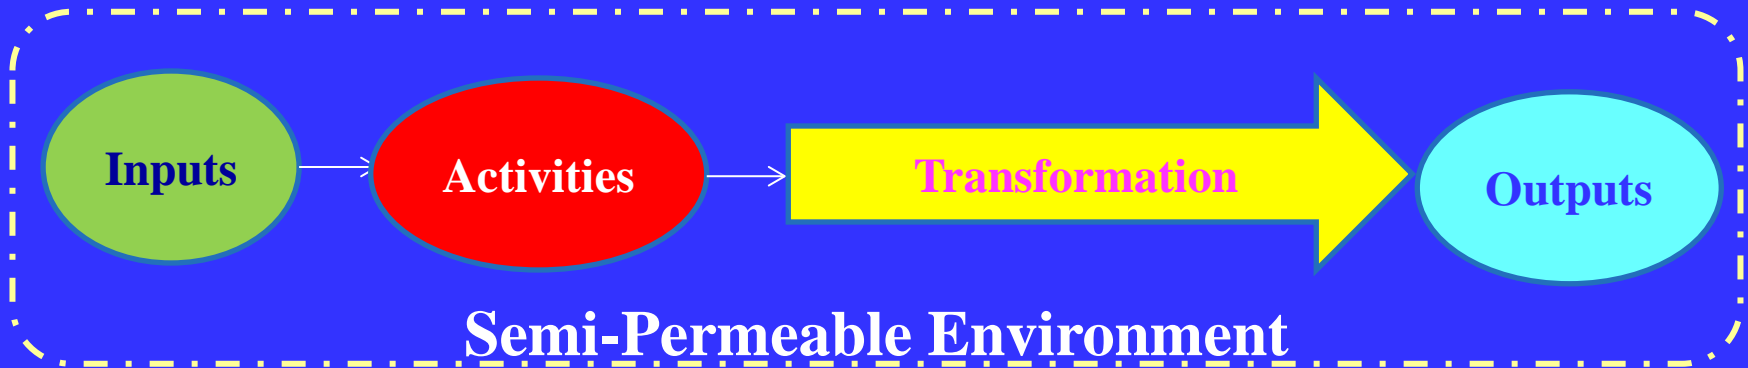 Inputs
Activities
Transformation
Outputs
Semi-Permeable Environment